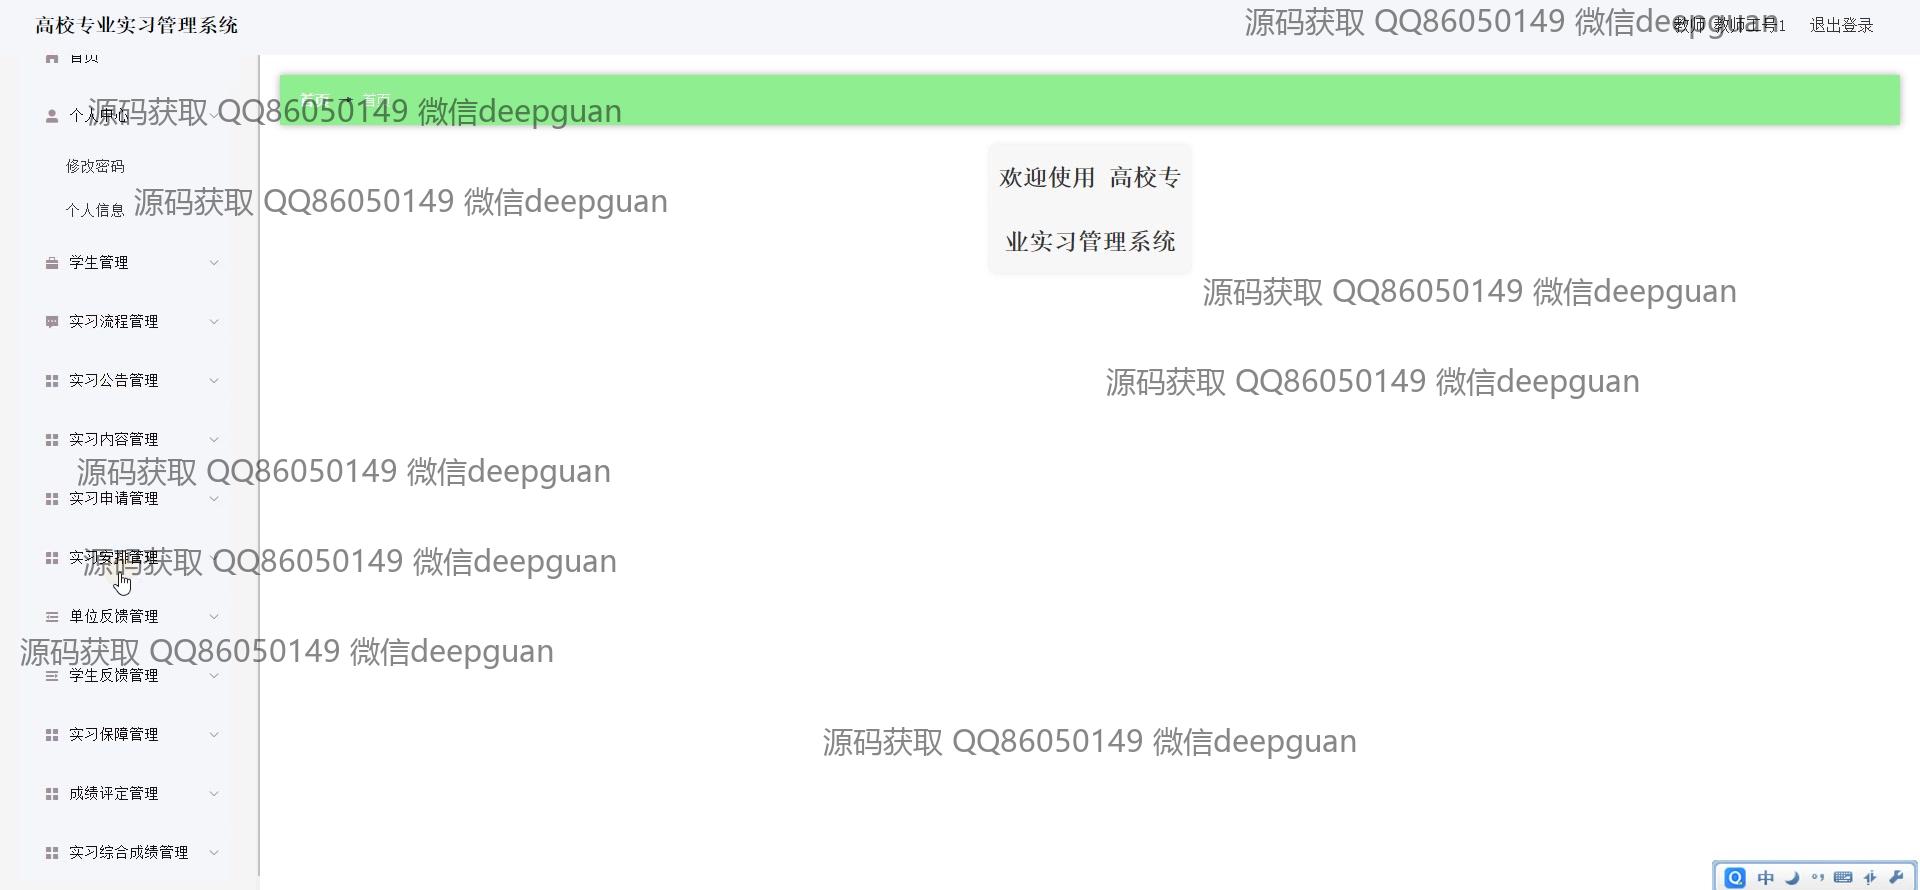 高校专业实习管理系统
源码获取 QQ86050149 微信deepguan
教师 教师工号1
退出登录
首页
首页
首页
个人中心
源码获取 QQ86050149 微信deepguan
修改密码
欢迎使用 高校专
业实习管理系统
个人信息
源码获取 QQ86050149 微信deepguan
学生管理
源码获取 QQ86050149 微信deepguan
实习流程管理
实习公告管理
源码获取 QQ86050149 微信deepguan
实习内容管理
源码获取 QQ86050149 微信deepguan
实习申请管理
实习安排管理
源码获取 QQ86050149 微信deepguan
单位反馈管理
源码获取 QQ86050149 微信deepguan
学生反馈管理
实习保障管理
源码获取 QQ86050149 微信deepguan
成绩评定管理
实习综合成绩管理
中